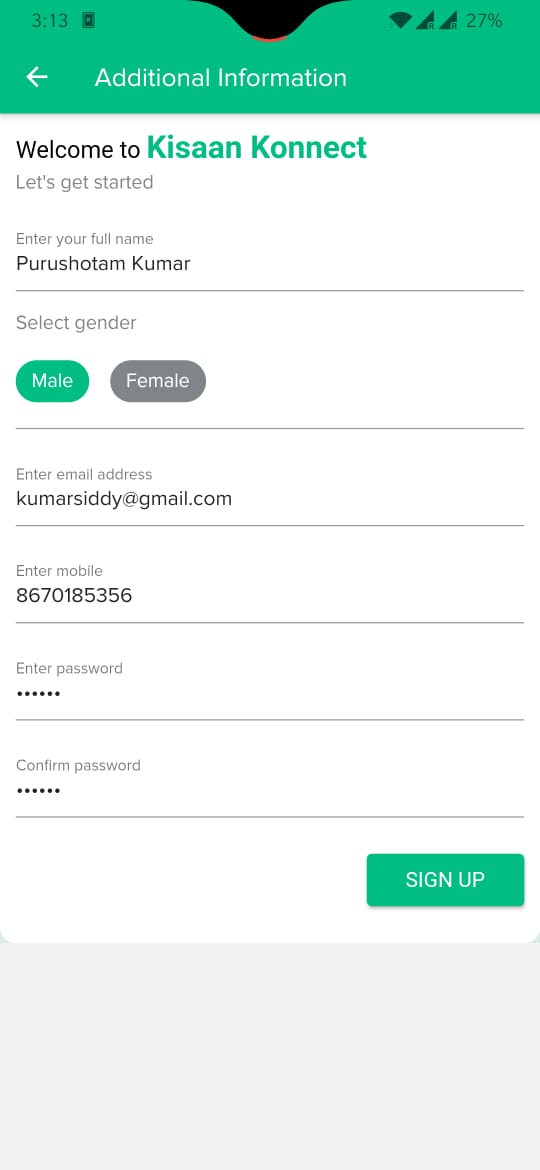 3:13 27%
Additional Information
Welcome to Kisaan Konnect
Let's get started
Enter your full name
Purushotam Kumar
Select gender
Male Female
Enter email address
kumarsiddy@gmail.com
Enter mobile
8670185356
Enter password
••••••
Confirm password
••••••
SIGN UP